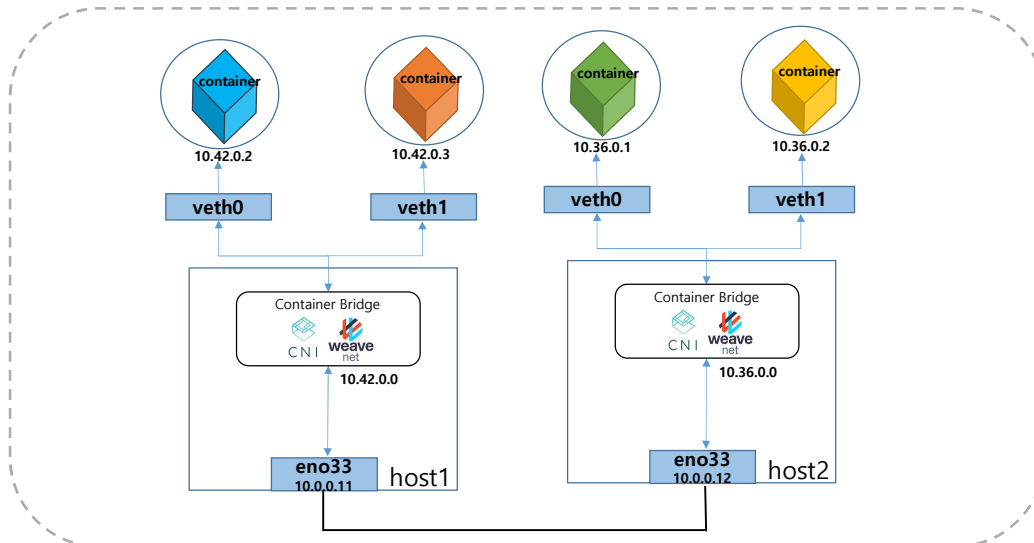 container
10.42.0.2
container
10.42.0.3
container
10.36.0.1
container
10.36.0.2
veth0
veth1
veth0
veth1
Container Bridge
CNI
weave
net
10.42.0.0
Container Bridge
CNI
weave
net
10.36.0.0
eno33
10.0.0.11
host1
eno33
10.0.0.12
host2